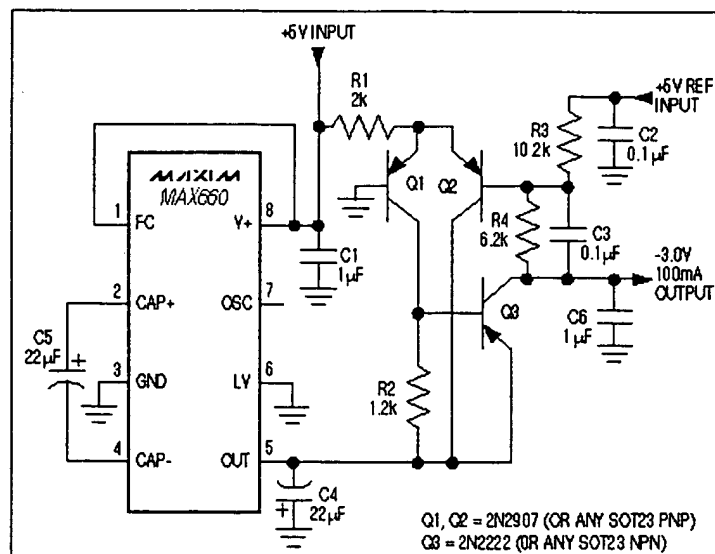 +5V INPUT
R1
2k
+5V REF
INPUT
R3
10.2k
C2
0.1µF
MAXIM
MAX660
1
FC
V+
8
Q1
Q2
R4
6.2k
C3
0.1µF
C1
1µF
-3.0V
100mA
OUTPUT
2
CAP+
OSC
7
Q3
C6
1µF
C5
22µF
+
3
GND
LV
6
R2
1.2k
4
CAP-
OUT
5
C4
22µF
+
Q1, Q2 = 2N2907 (OR ANY SOT23 PNP)
Q3 = 2N2222 (OR ANY SOT23 NPN)